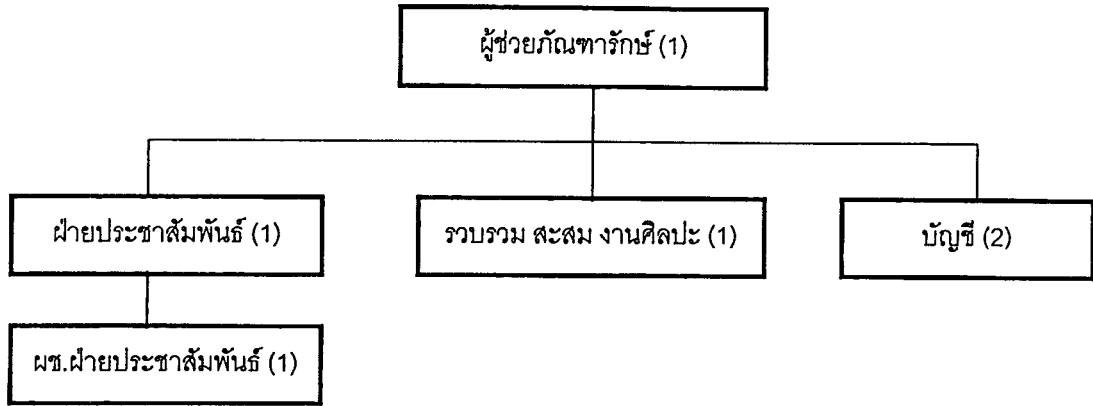 ผู้ช่วยภัณฑารักษ์ (1)
ฝ่ายประชาสัมพันธ์ (1)
รวบรวม สะสม งานศิลปะ (1)
บัญชี (2)
ผช.ฝ่ายประชาสัมพันธ์ (1)